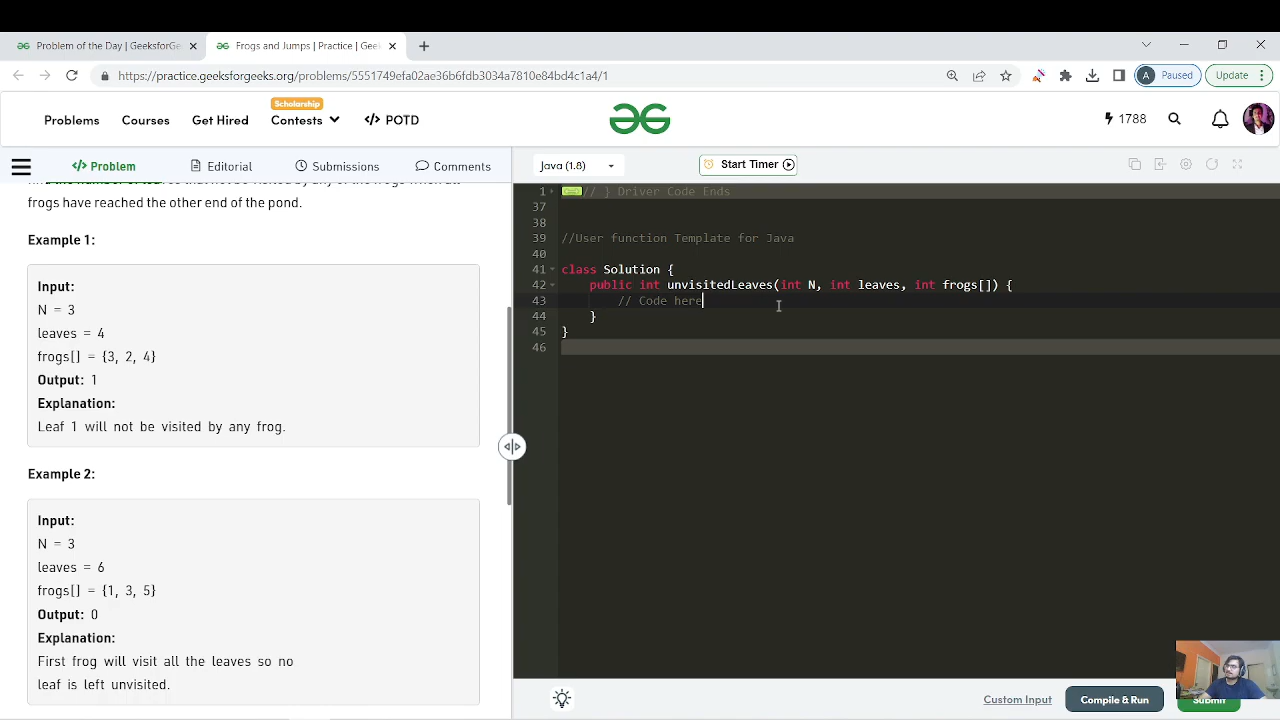 Problem of the Day | GeeksforGe
Frogs and Jumps | Practice | Geek
https://practice.geeksforgeeks.org/problems/5551749efa02ae36b6fdb3034a7810e84bd4c1a4/1
A Paused
Update
Problems
Courses
Get Hired
Scholarship
Contests
</> POTD
1788
</> Problem
Editorial
Submissions
Comments
Java (1.8)
Start Timer
frogs have reached the other end of the pond.
Example 1:
Input:
N = 3
leaves = 4
frogs[] = {3, 2, 4}
Output: 1
Explanation:
Leaf 1 will not be visited by any frog.
Example 2:
Input:
N = 3
leaves = 6
frogs[] = {1, 3, 5}
Output: 0
Explanation:
First frog will visit all the leaves so no
leaf is left unvisited.
1 // } Driver Code Ends
37
38
39 //User function Template for Java
40
41 class Solution {
42 public int unvisitedLeaves(int N, int leaves, int frogs[]) {
43 // Code here
44 }
45 }
46
Custom Input
Compile & Run
Submit